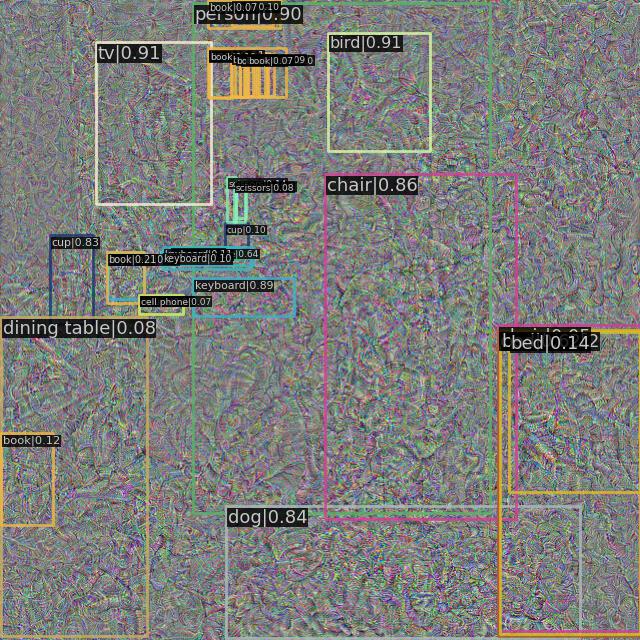 book|0.07
0.10
person|0.90
bird|0.91
tv|0.91
book
book|0.07
chair|0.86
scissors|0.08
cup|0.10
cup|0.83
0.64
book|0.21
keyboard|0.10
keyboard|0.89
cell phone|0.07
dining table|0.08
bed|0.14
book|0.12
dog|0.84